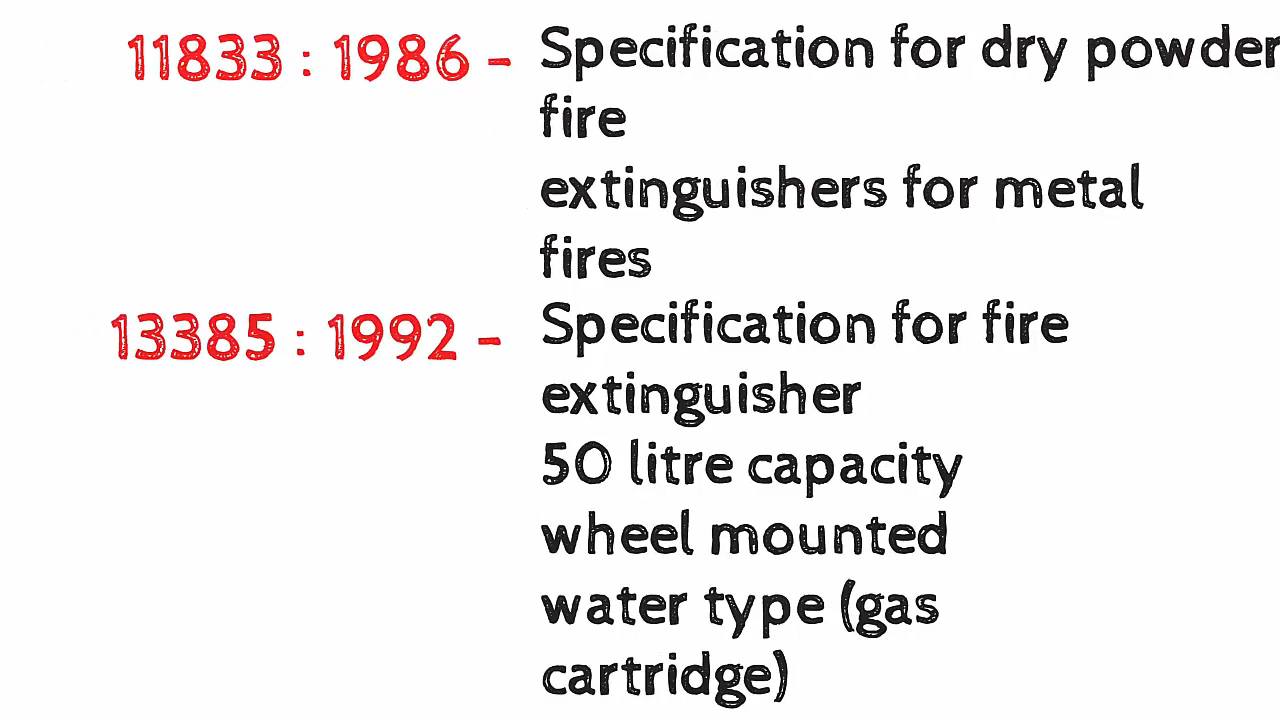 11833 : 1986 - Specification for dry powder
fire
extinguishers for metal
fires
13385 : 1992 - Specification for fire
extinguisher
50 litre capacity
wheel mounted
water type (gas
cartridge)